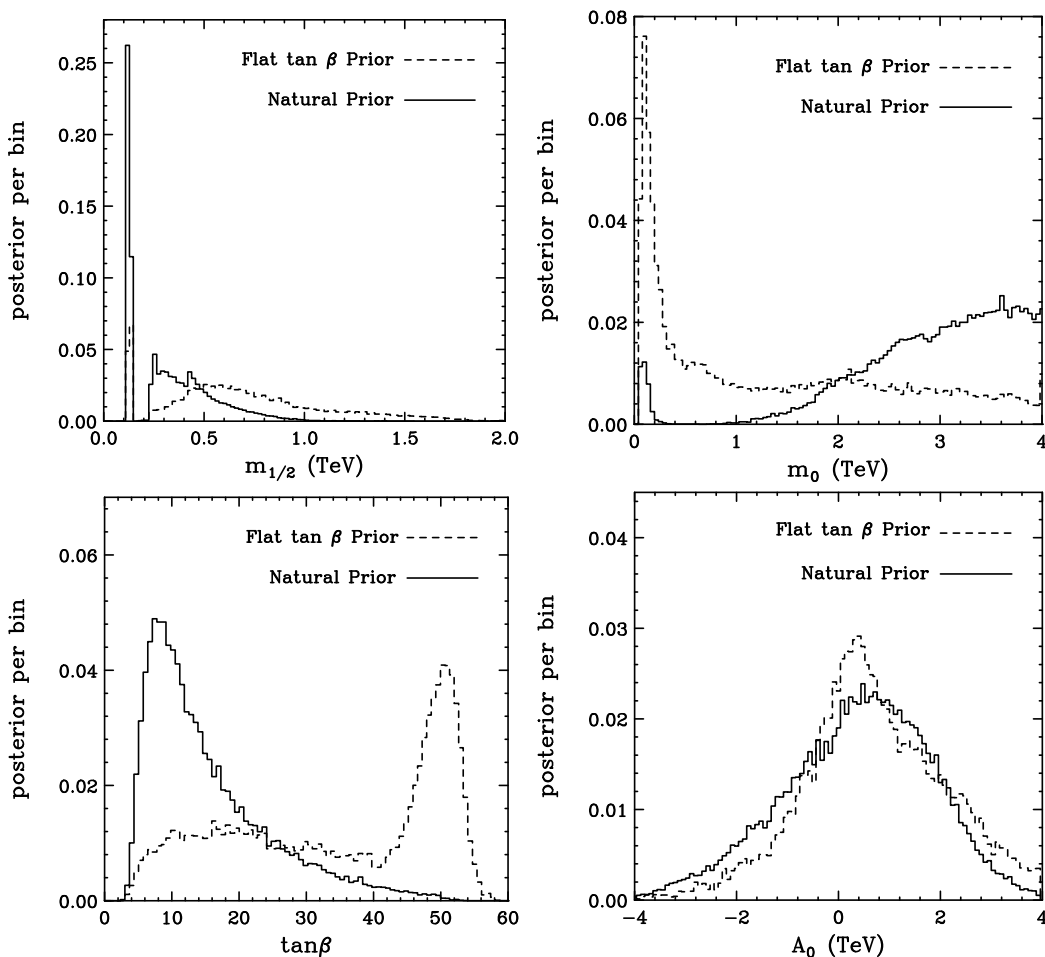 Flat tan β Prior
Natural Prior
posterior per bin
0.25
0.20
0.15
0.10
0.05
0.00
0.0 0.5 1.0 1.5 2.0
m1/2 (TeV)
Flat tan β Prior
Natural Prior
posterior per bin
0.08
0.06
0.04
0.02
0.00
0 1 2 3 4
m0 (TeV)
Flat tan β Prior
Natural Prior
posterior per bin
0.06
0.04
0.02
0.00
0 10 20 30 40 50 60
tanβ
Flat tan β Prior
Natural Prior
posterior per bin
0.04
0.03
0.02
0.01
0.00
−4 −2 0 2 4
A0 (TeV)